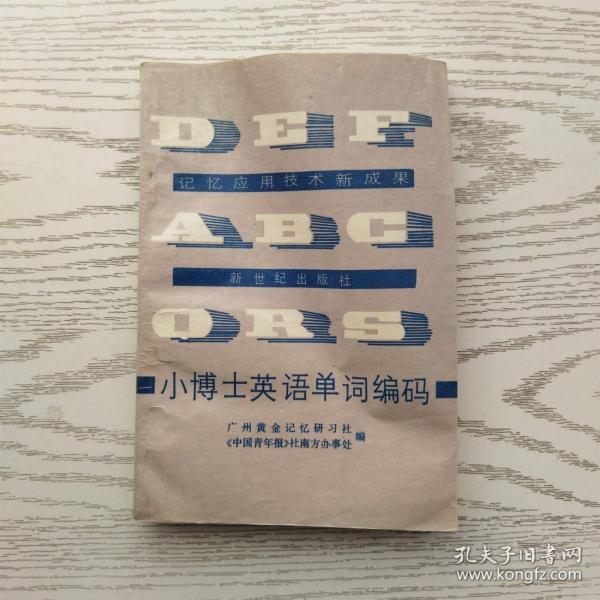 DEF
记忆应用技术新成果
ABC
新世纪出版社
QRS
小博士英语单词编码
广州黄金记忆研习社
《中国青年报》社南方办事处 编
孔夫子旧书网
www.kongfz.com